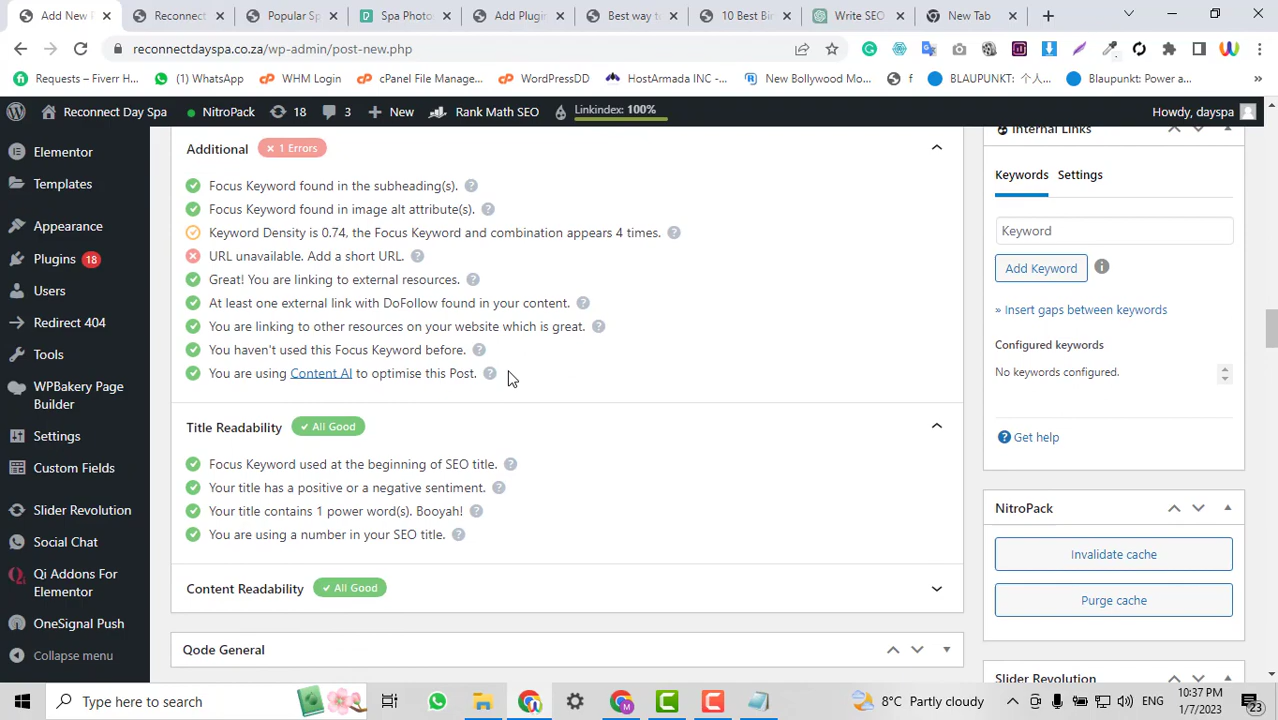 Add New P
Reconnect
Popular Sp
Spa Photo
Add Plugin
Best way to
10 Best Bir
Write SEO
New Tab
reconnectdayspa.co.za/wp-admin/post-new.php
Requests – Fiverr H...
(1) WhatsApp
WHM Login
cPanel File Manage...
WordPressDD
HostArmada INC -...
New Bollywood Mo...
f
BLAUPUNKT: 个人...
Blaupunkt: Power a...
Reconnect Day Spa
NitroPack
18
3
New
Rank Math SEO
Linkindex: 100%
Howdy, dayspa
Elementor
Templates
Appearance
Plugins 18
Users
Redirect 404
Tools
WPBakery Page
Builder
Settings
Custom Fields
Slider Revolution
Social Chat
Qi Addons For
Elementor
OneSignal Push
Collapse menu
Additional × 1 Errors
Focus Keyword found in the subheading(s).
Focus Keyword found in image alt attribute(s).
Keyword Density is 0.74, the Focus Keyword and combination appears 4 times.
URL unavailable. Add a short URL.
Great! You are linking to external resources.
At least one external link with DoFollow found in your content.
You are linking to other resources on your website which is great.
You haven't used this Focus Keyword before.
You are using Content AI to optimise this Post.
Title Readability ✓ All Good
Focus Keyword used at the beginning of SEO title.
Your title has a positive or a negative sentiment.
Your title contains 1 power word(s). Booyah!
You are using a number in your SEO title.
Content Readability ✓ All Good
Qode General
Internal Links
Keywords Settings
Keyword
Add Keyword
» Insert gaps between keywords
Configured keywords
No keywords configured.
Get help
NitroPack
Invalidate cache
Purge cache
Slider Revolution
Type here to search
8°C Partly cloudy
ENG
10:37 PM
1/7/2023
23